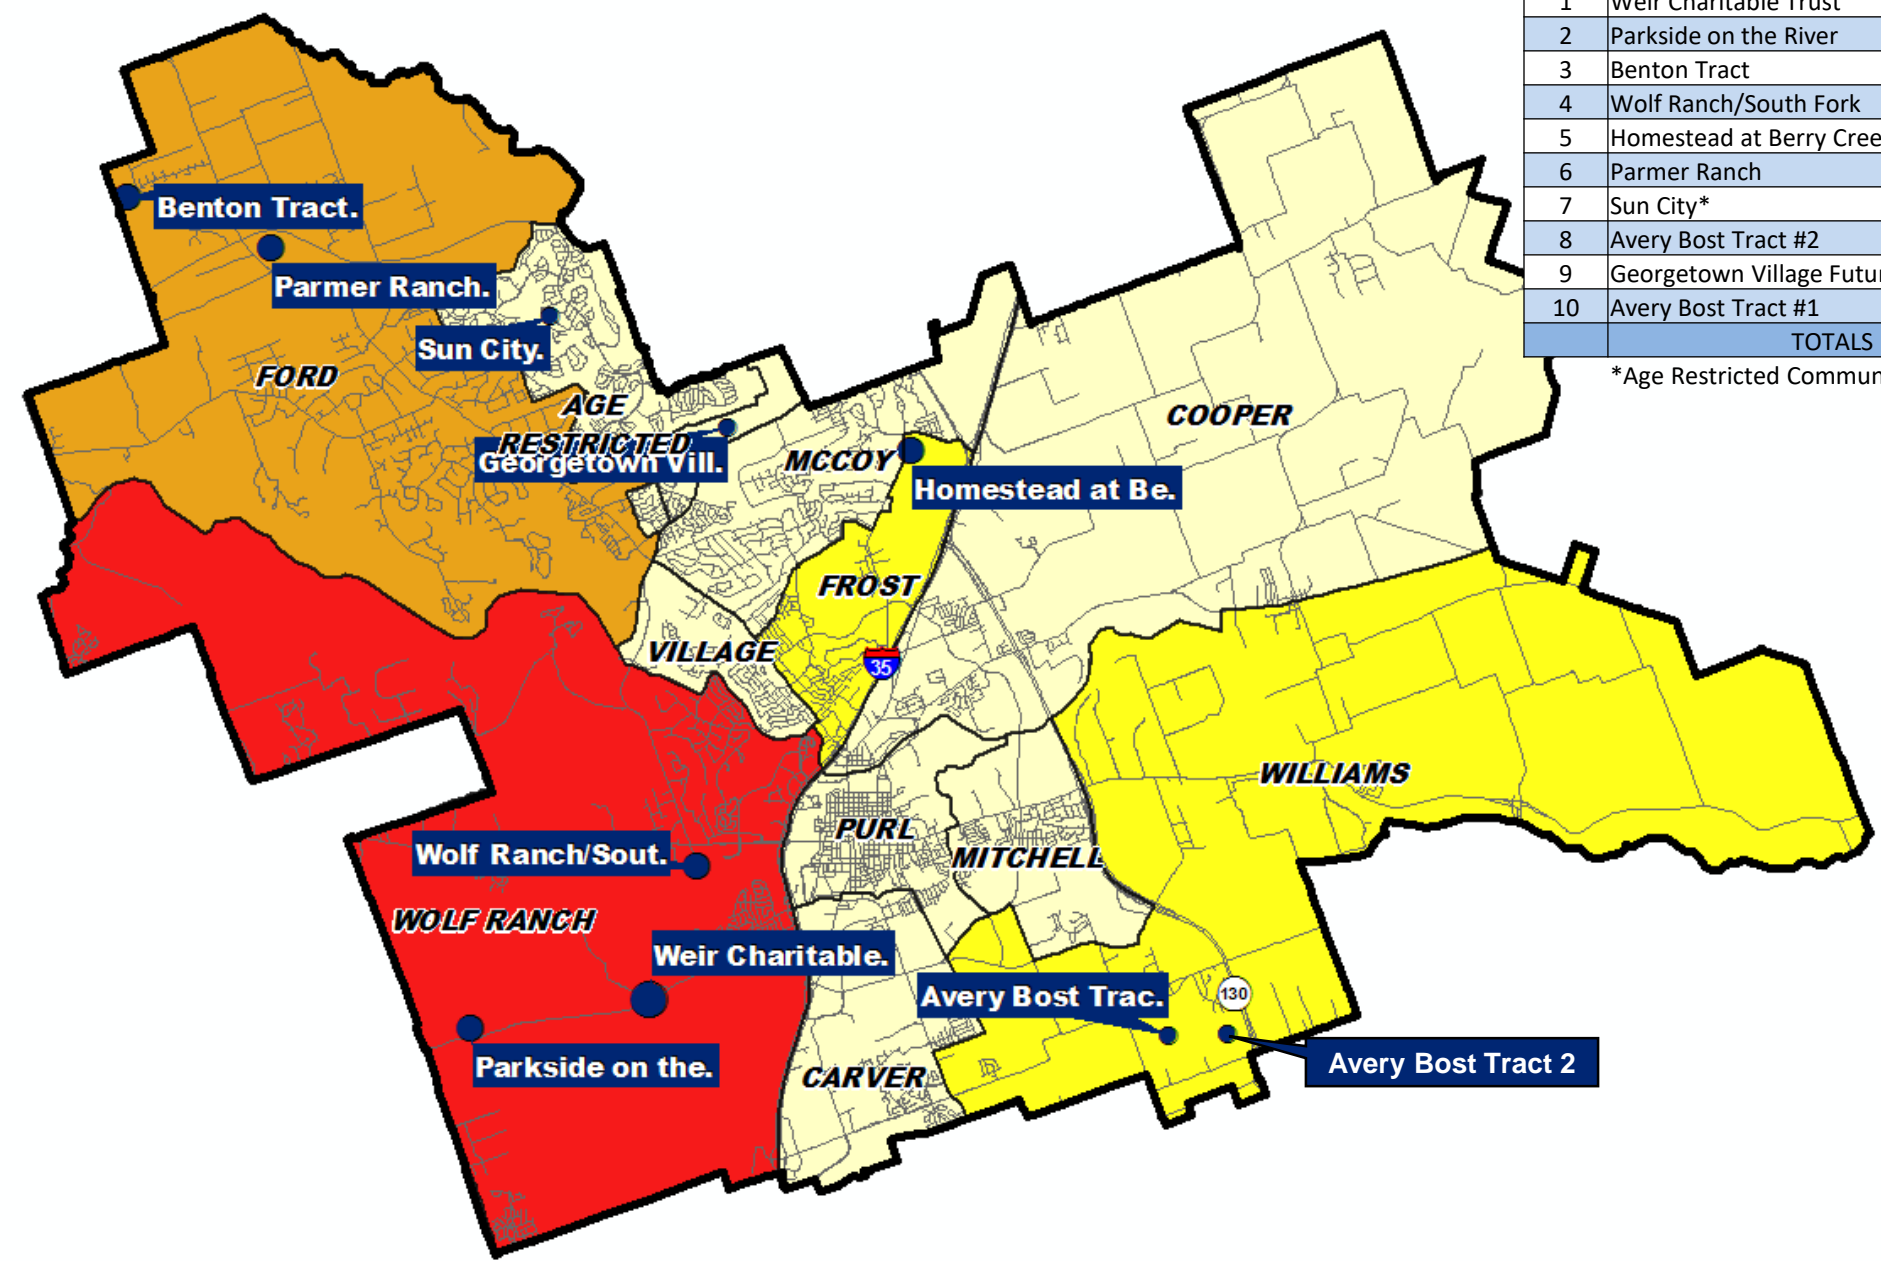 1 Weir Charitable Trust
2 Parkside on the River
3 Benton Tract
4 Wolf Ranch/South Fork
5 Homestead at Berry Cree
6 Parmer Ranch
7 Sun City*
8 Avery Bost Tract #2
9 Georgetown Village Futur
10 Avery Bost Tract #1
TOTALS
*Age Restricted Commun
Benton Tract.
Parmer Ranch.
Sun City.
FORD
AGE
RESTRICTED
Georgetown Vill.
MCCOY
COOPER
Homestead at Be.
FROST
VILLAGE
35
WILLIAMS
PURL
MITCHELL
Wolf Ranch/Sout.
WOLF RANCH
Weir Charitable.
Avery Bost Trac.
130
Parkside on the.
CARVER
Avery Bost Tract 2